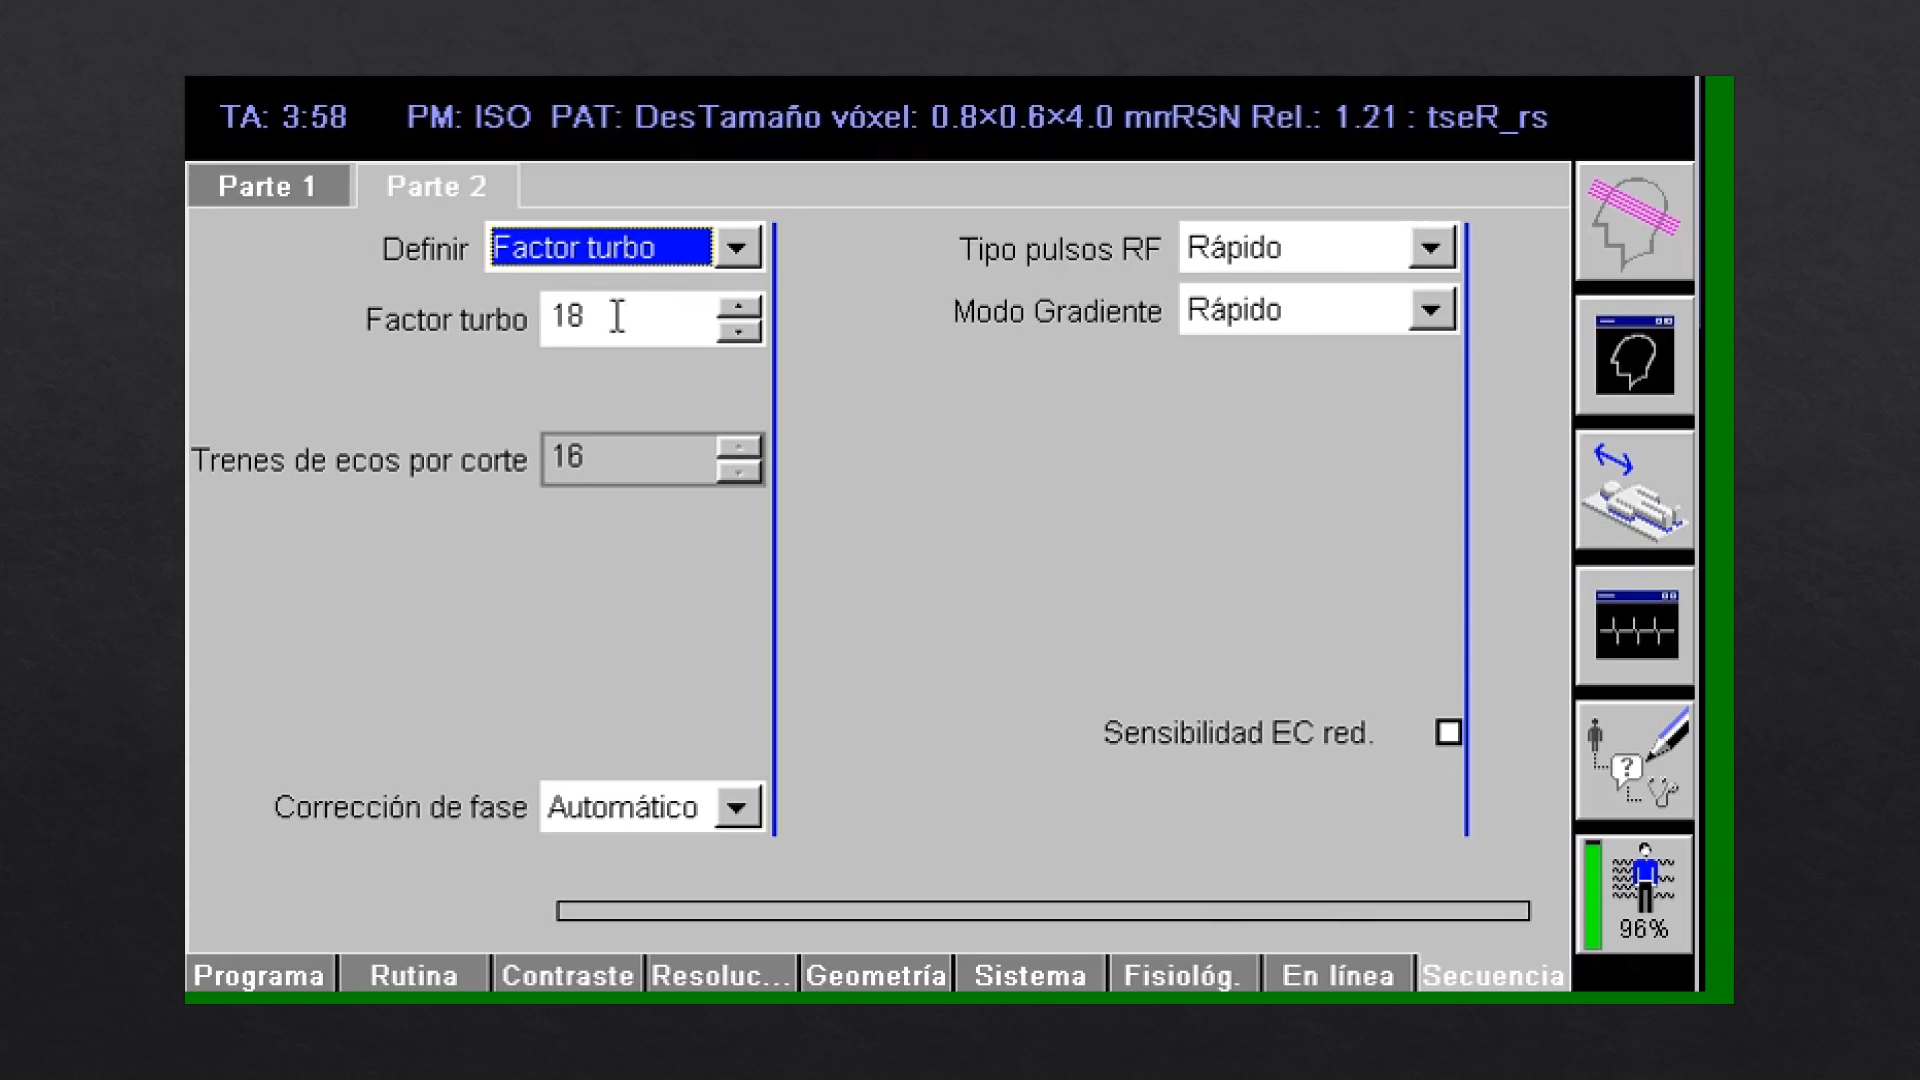 TA: 3:58 PM: ISO PAT: DesTamaño vóxel: 0.8×0.6×4.0 mmRSN Rel.: 1.21 : tseR_rs
Parte 1 Parte 2
Definir Factor turbo
Tipo pulsos RF Rápido
Factor turbo 18
Modo Gradiente Rápido
Trenes de ecos por corte 16
Sensibilidad EC red.
Corrección de fase Automático
?
96%
Programa Rutina Contraste Resoluc... Geometría Sistema Fisiológ. En línea Secuencia